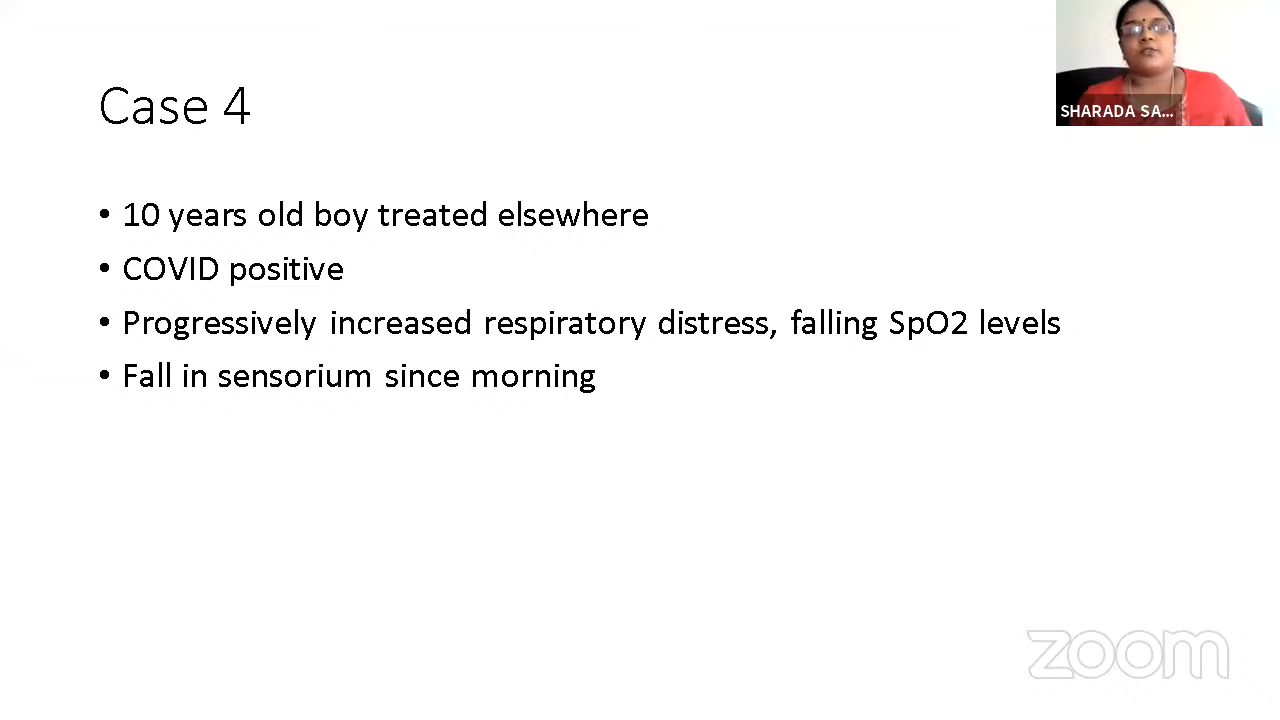 Case 4
SHARADA SA...
• 10 years old boy treated elsewhere
• COVID positive
• Progressively increased respiratory distress, falling SpO2 levels
• Fall in sensorium since morning
zoom